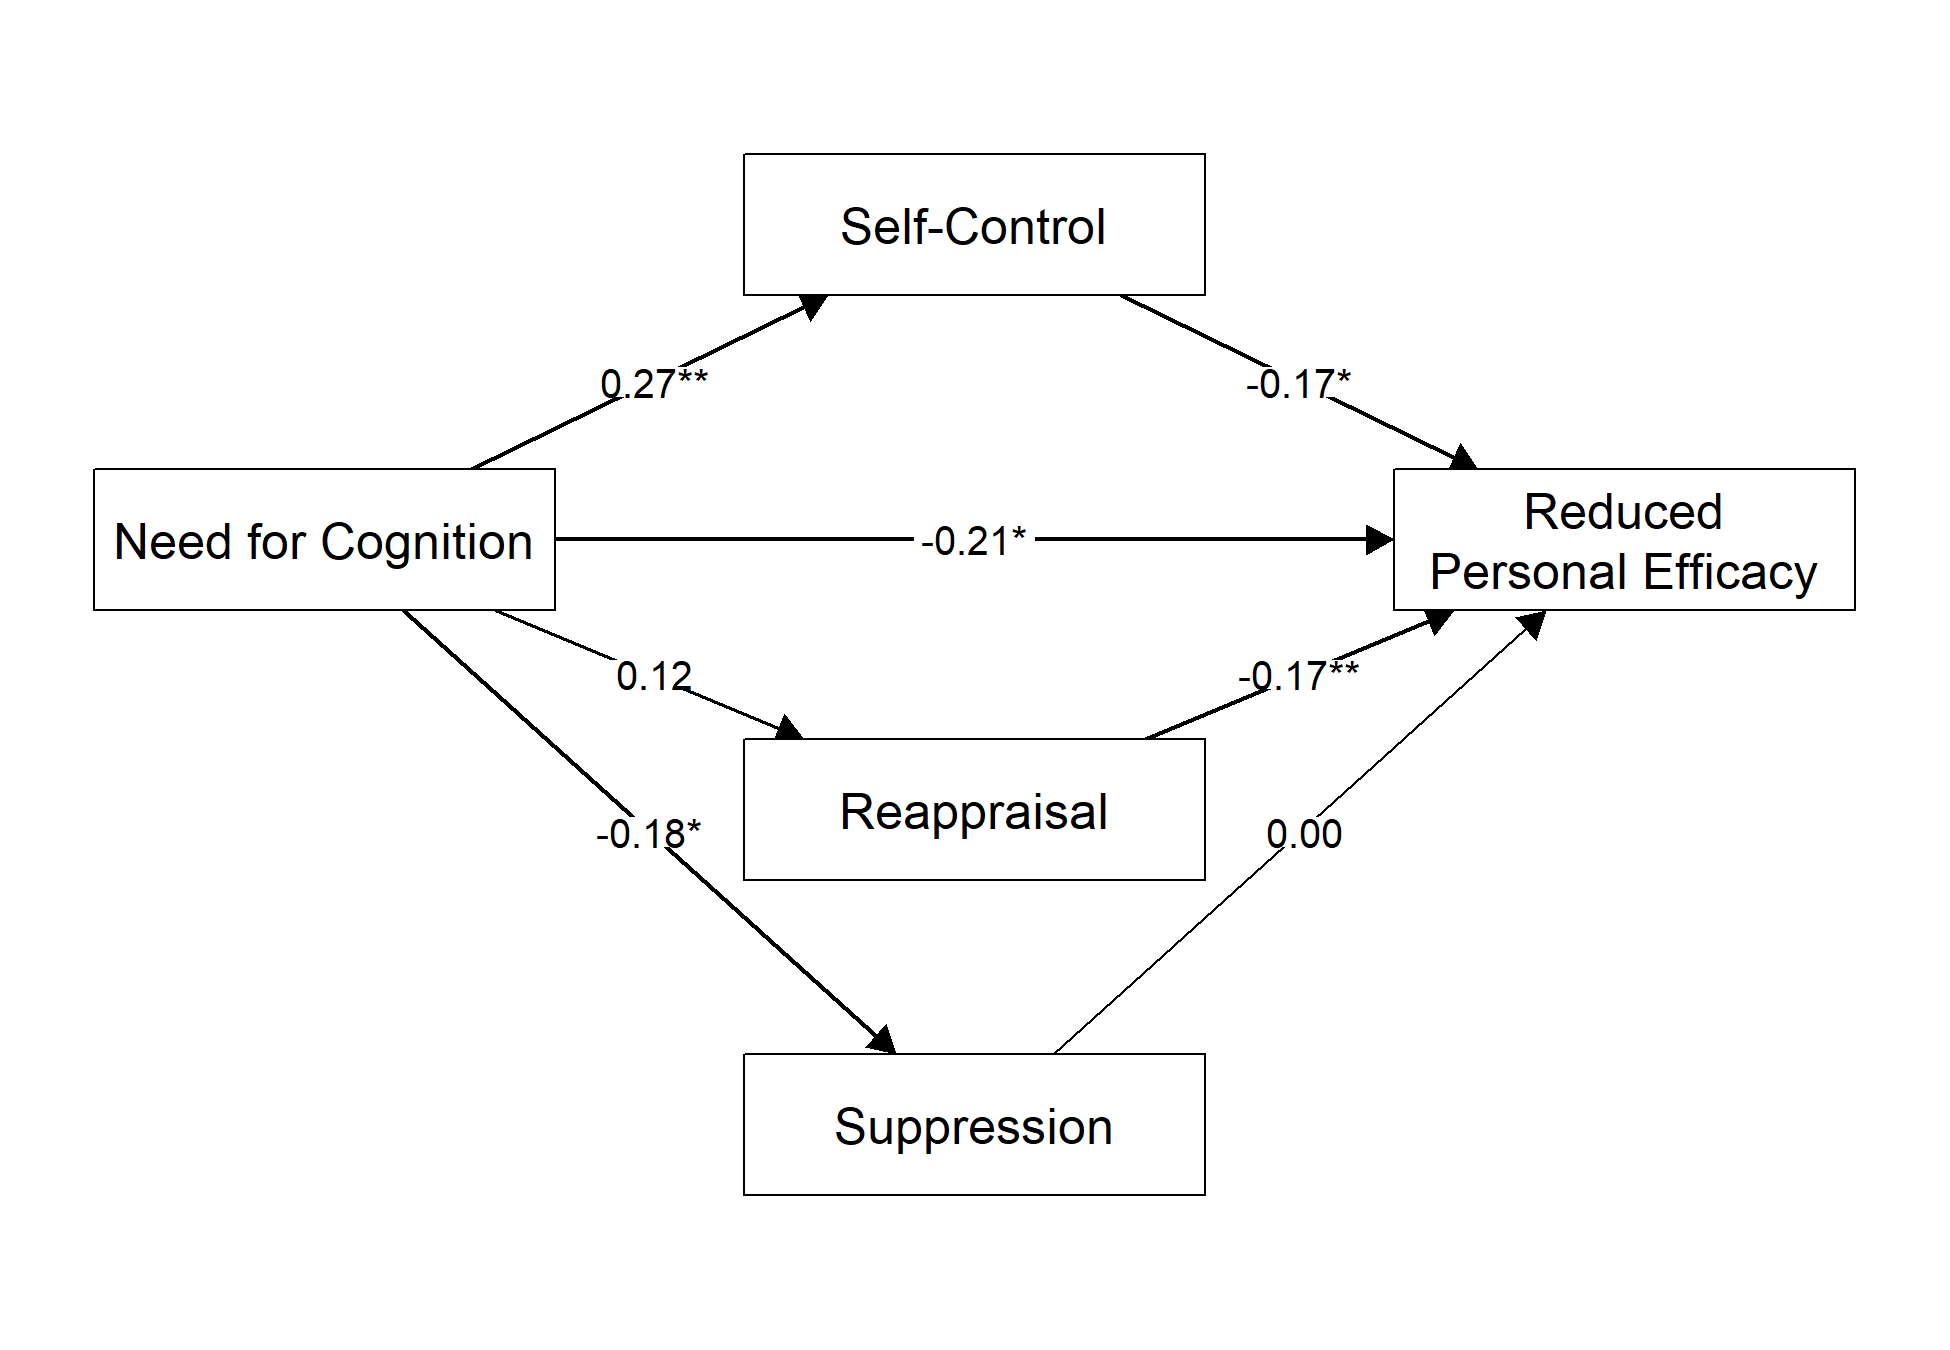 Self-Control
0.27**
-0.17*
Need for Cognition
-0.21*
Reduced
Personal Efficacy
0.12
-0.17**
Reappraisal
-0.18*
0.00
Suppression